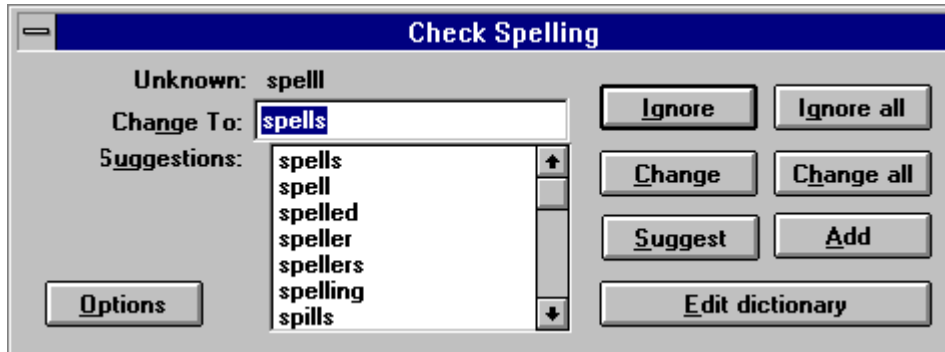 Check Spelling
Unknown: spelll
Change To: spells
Suggestions:
spells
spell
spelled
speller
spellers
spelling
spills
Ignore
Ignore all
Change
Change all
Suggest
Add
Options
Edit dictionary